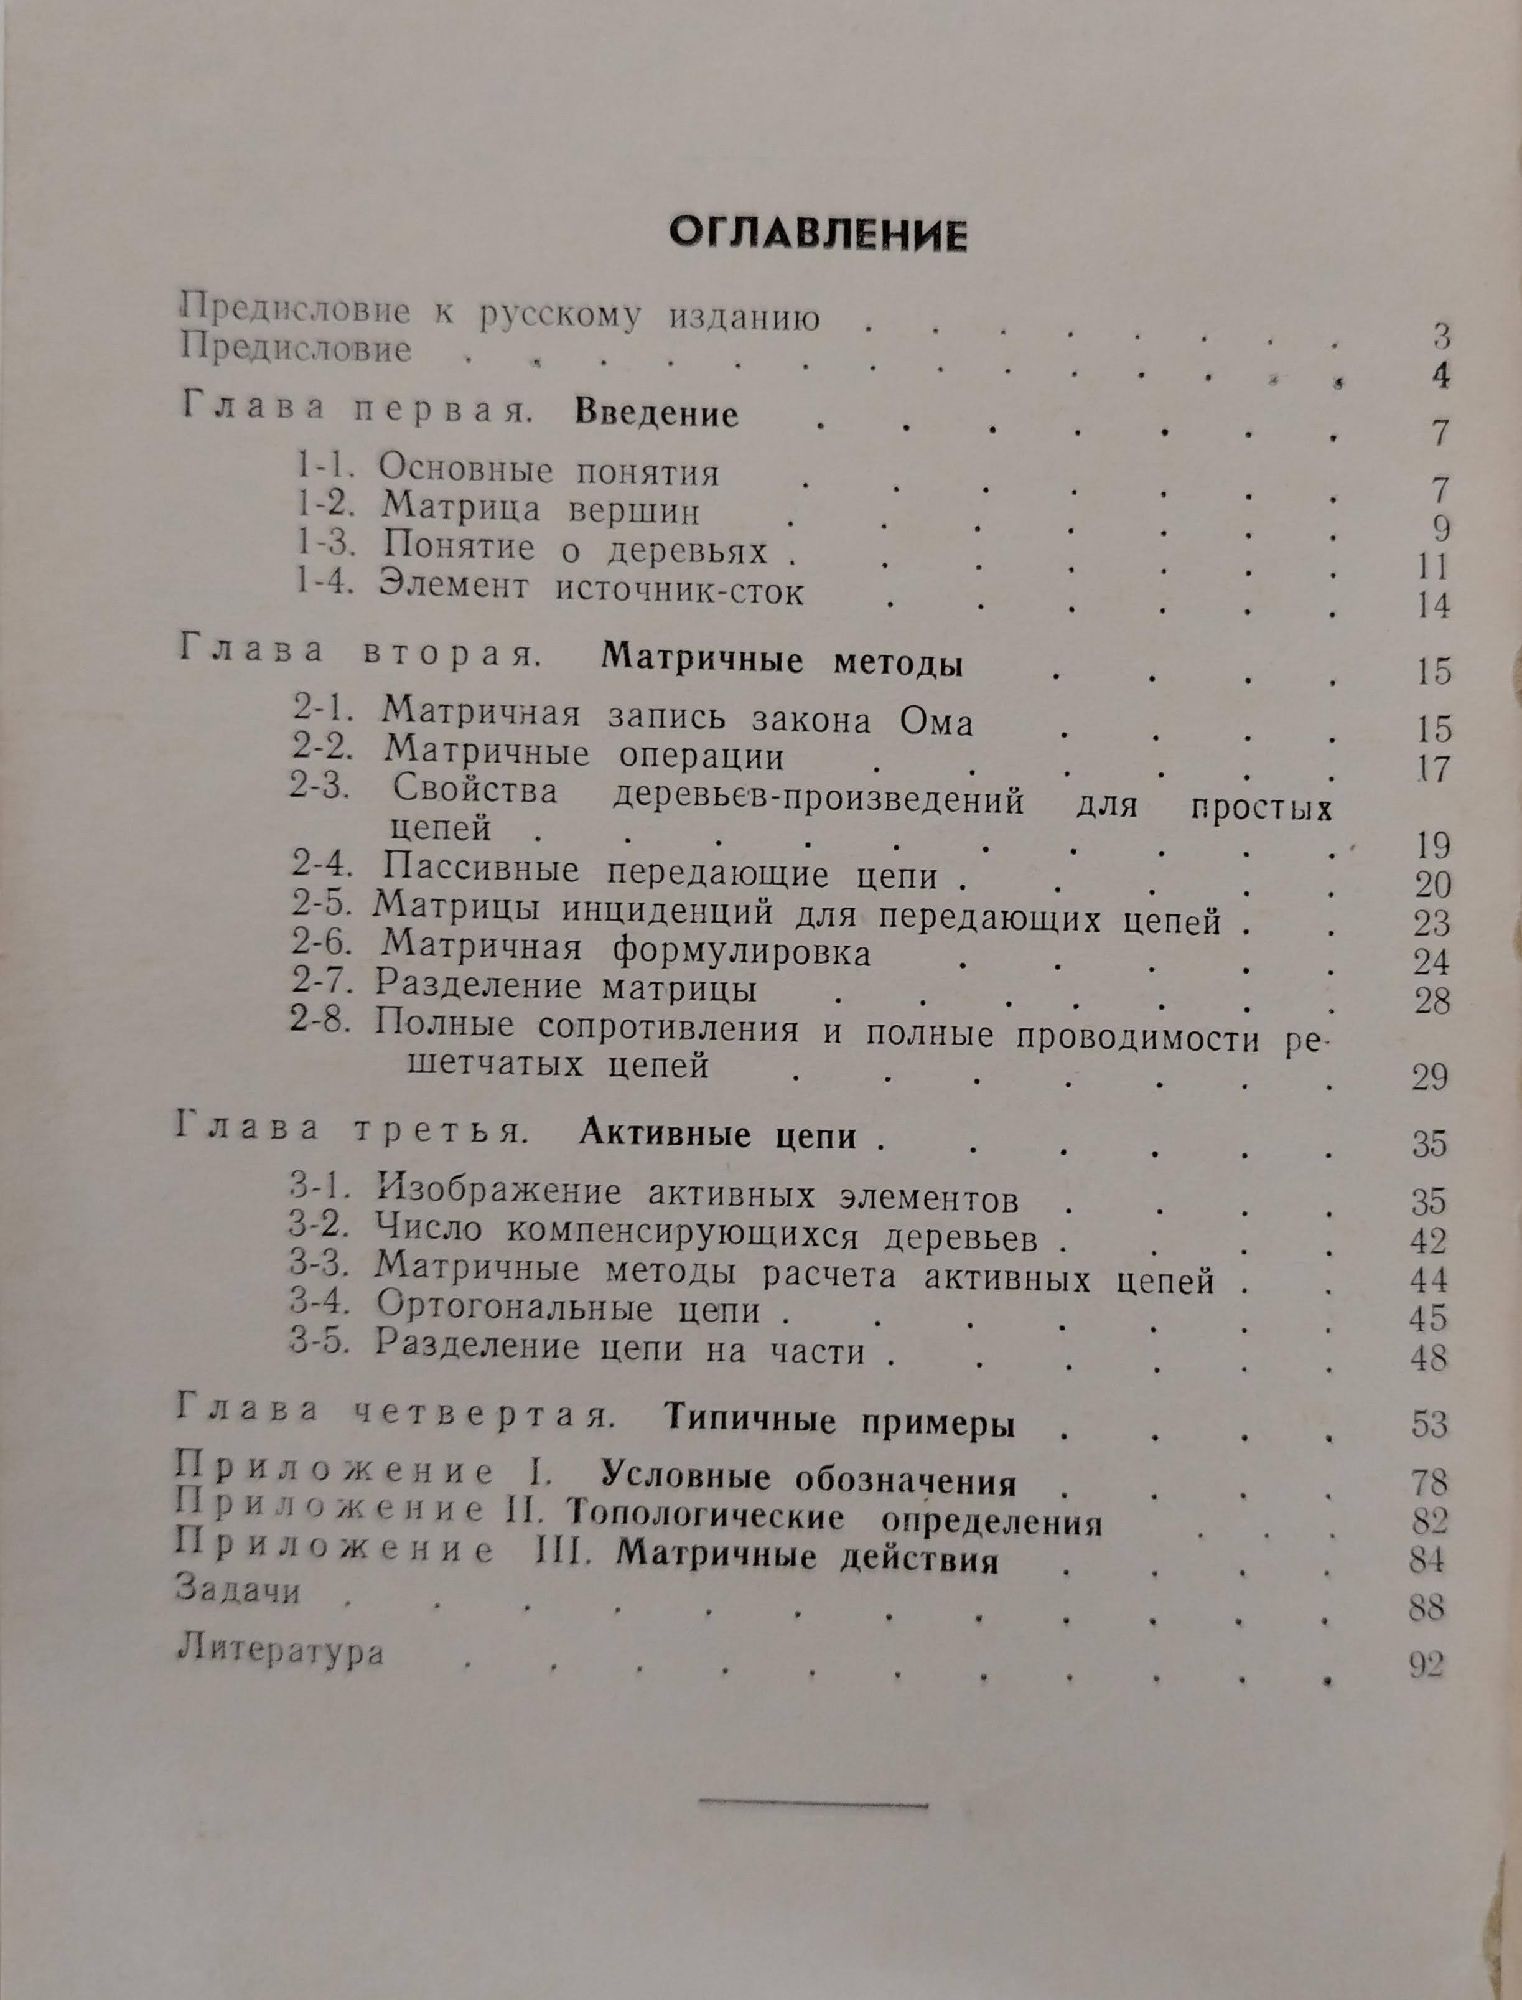 ОГЛАВЛЕНИЕ
Предисловие к русскому изданию . . . . . . . . 3
Предисловие . . . . . . . . . . . . . . 4
Глава первая. Введение . . . . . . . 7
1-1. Основные понятия . . . . . . . 7
1-2. Матрица вершин . . . . . . . 9
1-3. Понятие о деревьях . . . . . . . 11
1-4. Элемент источник-сток . . . . . . 14
Глава вторая. Матричные методы . . . . 15
2-1. Матричная запись закона Ома . . . . 15
2-2. Матричные операции . . . . . . 17
2-3. Свойства деревьев-произведений для простых
цепей . . . . . . . . . . 19
2-4. Пассивные передающие цепи . . . . . 20
2-5. Матрицы инциденций для передающих цепей . . 23
2-6. Матричная формулировка . . . . . 24
2-7. Разделение матрицы . . . . . . . 28
2-8. Полные сопротивления и полные проводимости ре-
шетчатых цепей . . . . . . . 29
Глава третья. Активные цепи . . . . . . 35
3-1. Изображение активных элементов . . . . 35
3-2. Число компенсирующихся деревьев . . . . 42
3-3. Матричные методы расчета активных цепей . . 44
3-4. Ортогональные цепи . . . . . . . 45
3-5. Разделение цепи на части . . . . . . 48
Глава четвертая. Типичные примеры . . . . 53
Приложение I. Условные обозначения . . . . 78
Приложение II. Топологические определения . . . 82
Приложение III. Матричные действия . . . . 84
Задачи . . . . . . . . . . . . 88
Литература . . . . . . . . . . . 92